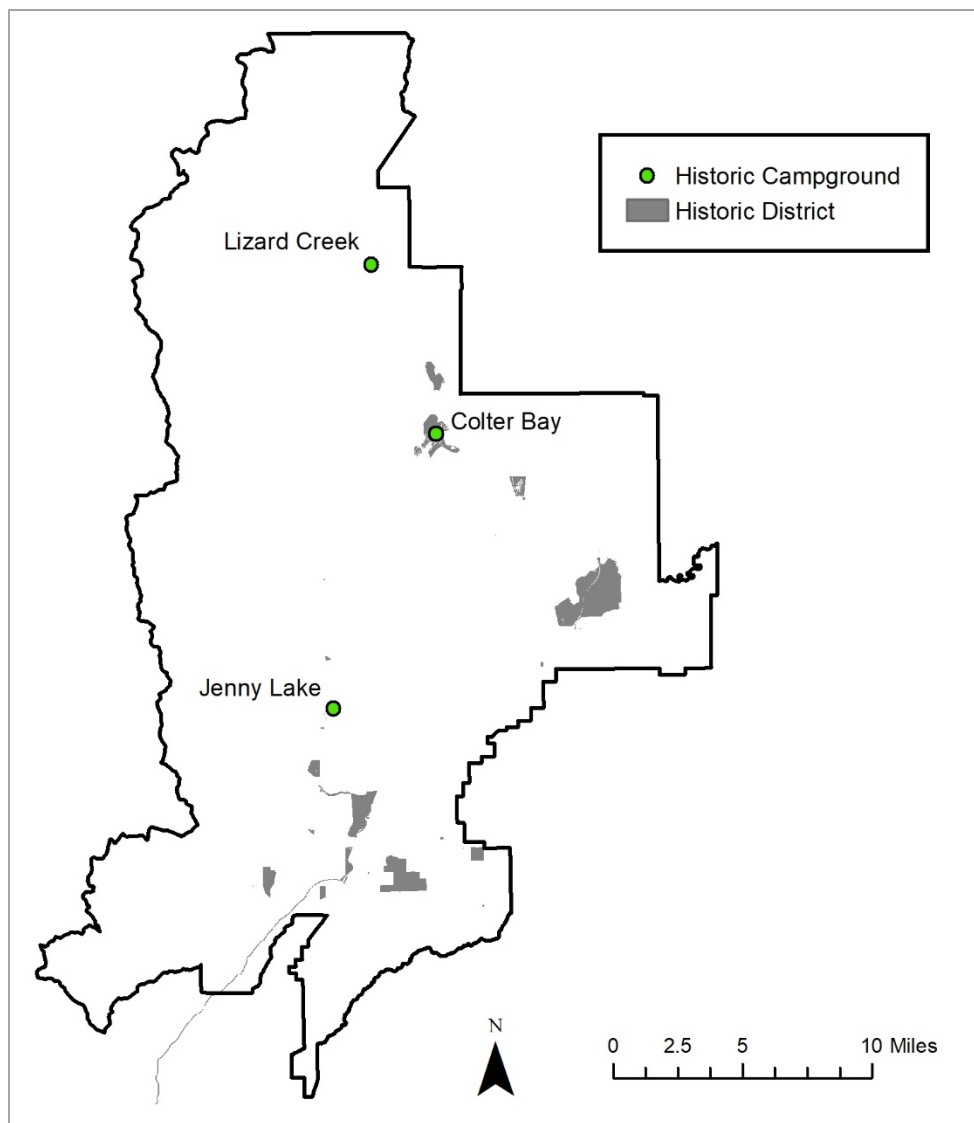 Historic Campground
Historic District
Lizard Creek
Colter Bay
Jenny Lake
N
0 2.5 5 10 Miles